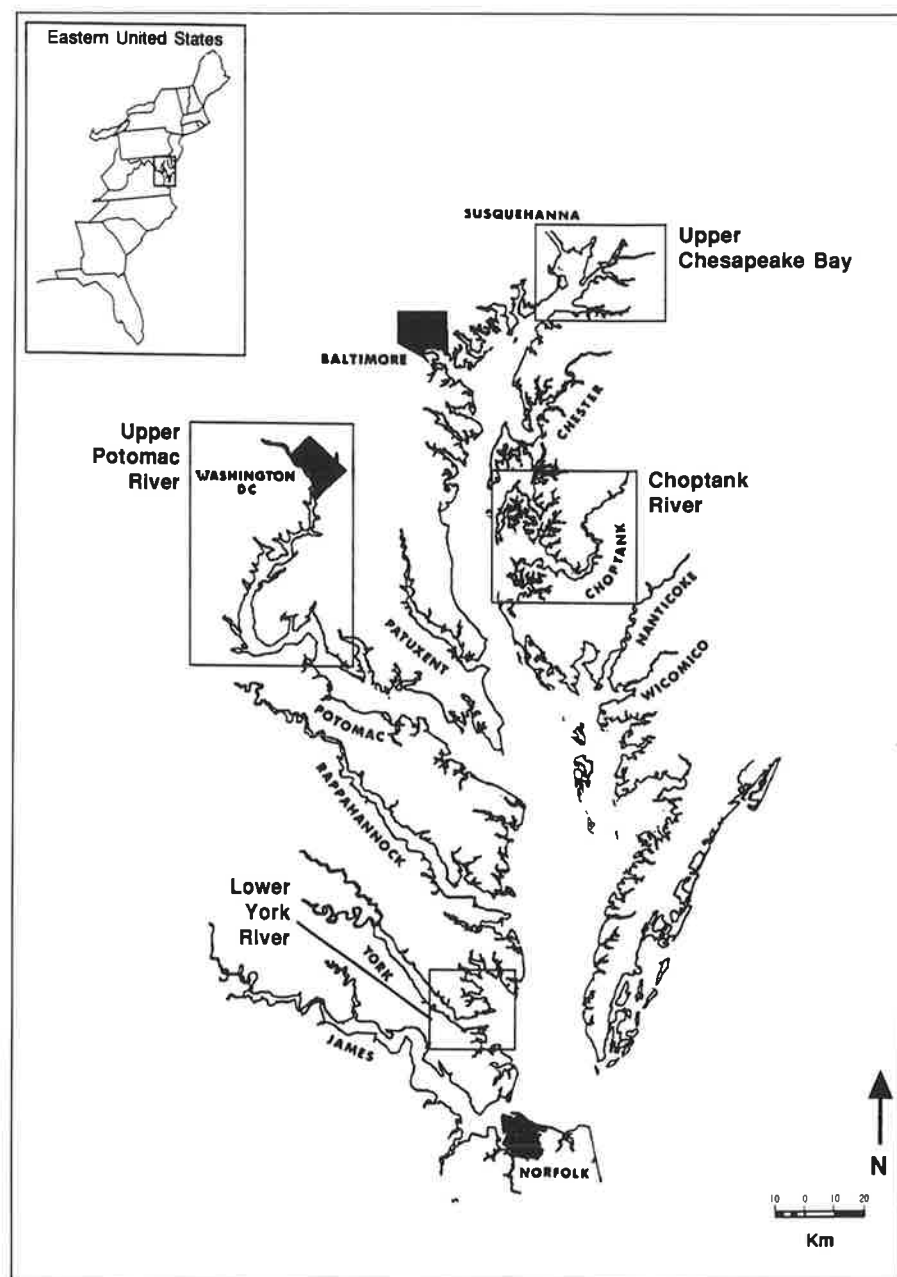 Eastern United States
SUSQUEHANNA
Upper
Chesapeake Bay
BALTIMORE
CHESTER
Upper
Potomac
River
WASHINGTON
DC
Choptank
River
CHOPTANK
NANTICOKE
WICOMICO
PATUXENT
POTOMAC
RAPPAHANNOCK
Lower
York
River
YORK
JAMES
NORFOLK
N
10 0 10 20
Km